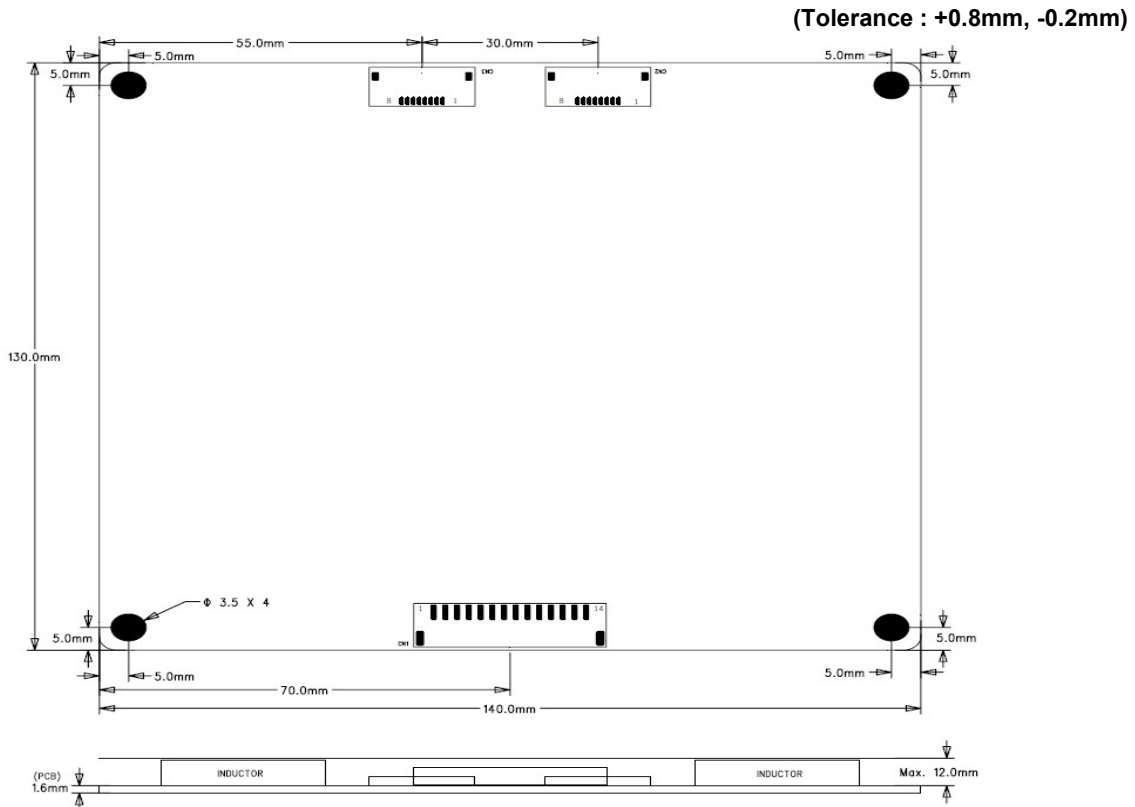 (Tolerance : +0.8mm, -0.2mm)
55.0mm
30.0mm
5.0mm
5.0mm
5.0mm
5.0mm
CN3
CN2
8 1
8 1
130.0mm
Φ 3.5 X 4
1 14
CN1
5.0mm
5.0mm
5.0mm
5.0mm
70.0mm
140.0mm
(PCB)
1.6mm
INDUCTOR
INDUCTOR
Max. 12.0mm